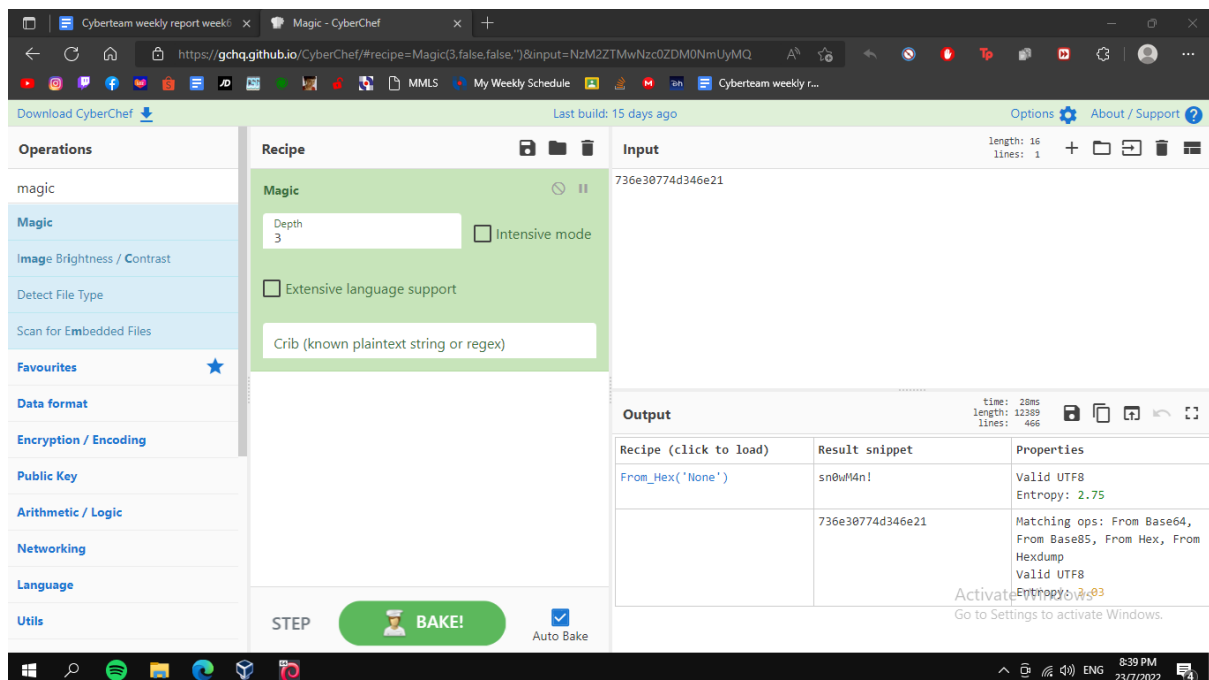 Cyberteam weekly report week6
Magic - CyberChef
https://gchq.github.io/CyberChef/#recipe=Magic(3,false,false,'')&input=NzM2ZTMwNzc0ZDM0NmUyMQ
MMLS
My Weekly Schedule
Cyberteam weekly r...
Download CyberChef
Last build: 15 days ago
Options
About / Support
Operations
magic
Magic
Image Brightness / Contrast
Detect File Type
Scan for Embedded Files
Favourites
Data format
Encryption / Encoding
Public Key
Arithmetic / Logic
Networking
Language
Utils
Recipe
Magic
Depth
3
Intensive mode
Extensive language support
Crib (known plaintext string or regex)
STEP
BAKE!
Auto Bake
Input
length: 16
lines: 1
736e30774d346e21
Output
time: 28ms
length: 12389
lines: 466
Recipe (click to load) Result snippet Properties
From_Hex('None') sn0wM4n! Valid UTF8
Entropy: 2.75
736e30774d346e21 Matching ops: From Base64,
From Base85, From Hex, From
Hexdump
Valid UTF8
Entropy: 3.03
Activate Windows
Go to Settings to activate Windows.
ENG
8:39 PM
23/7/2022